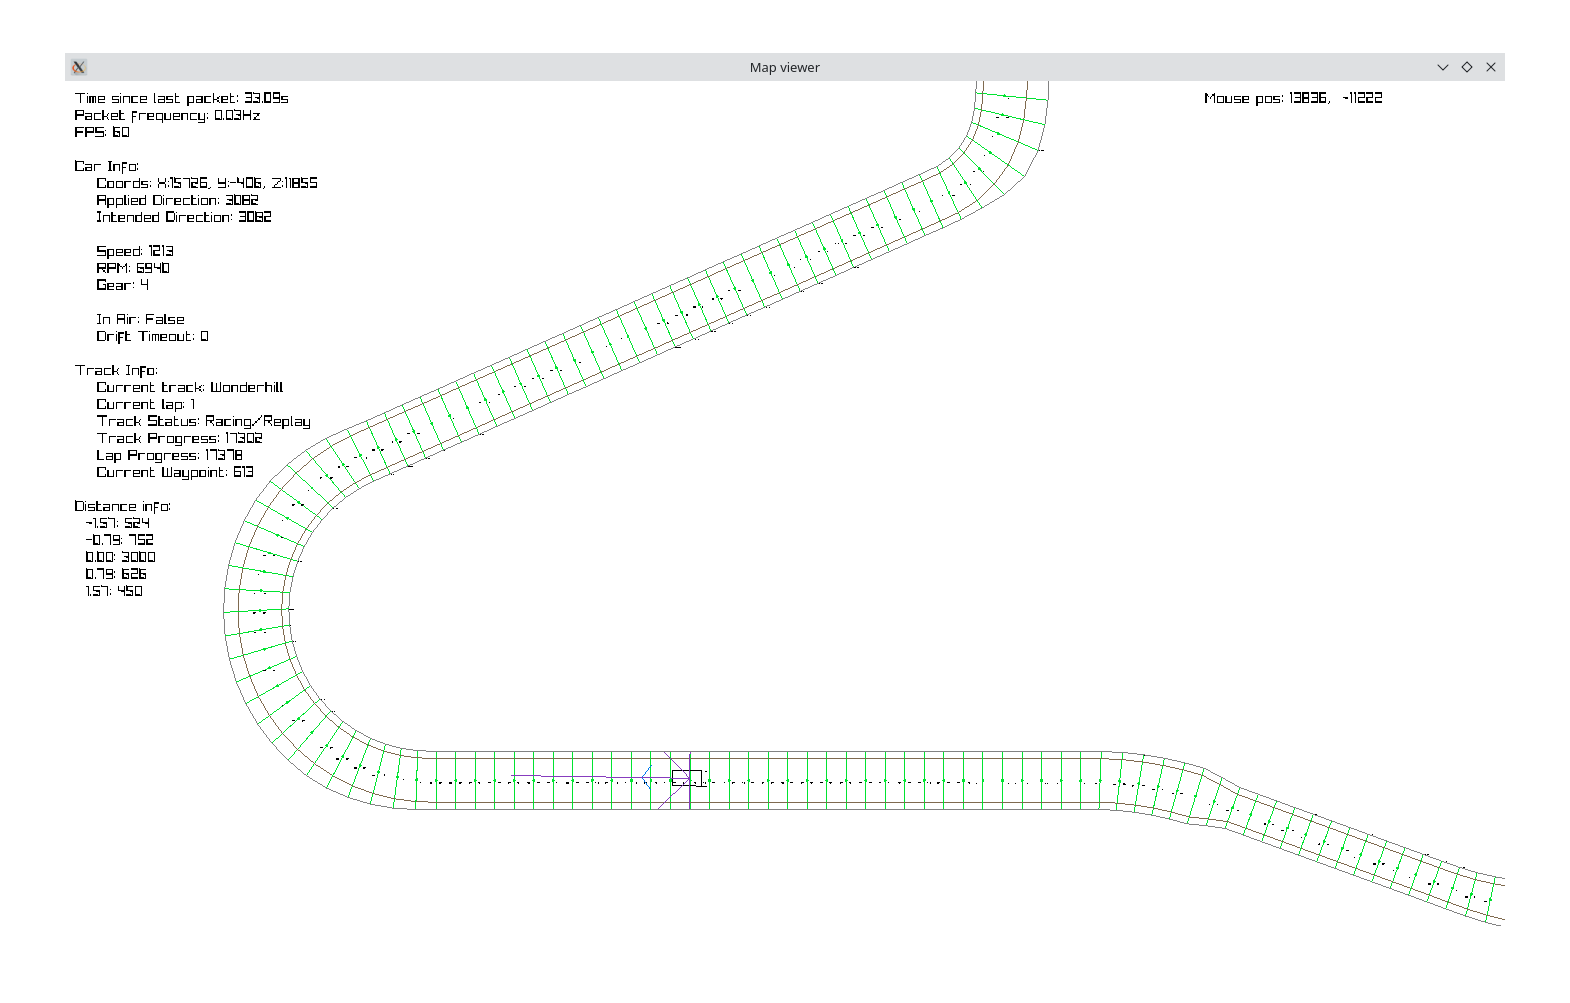 Map viewer
Time since last packet: 33.09s
Packet frequency: 0.03Hz
FPS: 60
Car Info:
Coords: X:15726, Y:-406, Z:11855
Applied Direction: 3082
Intended Direction: 3082
Speed: 1213
RPM: 6940
Gear: 4
In Air: False
Drift Timeout: 0
Track Info:
Current track: Wonderhill
Current lap: 1
Track Status: Racing/Replay
Track Progress: 17302
Lap Progress: 17378
Current Waypoint: 613
Distance info:
-1.57: 524
-0.79: 752
0.00: 3000
0.79: 626
1.57: 450
Mouse pos: 13836, -11222